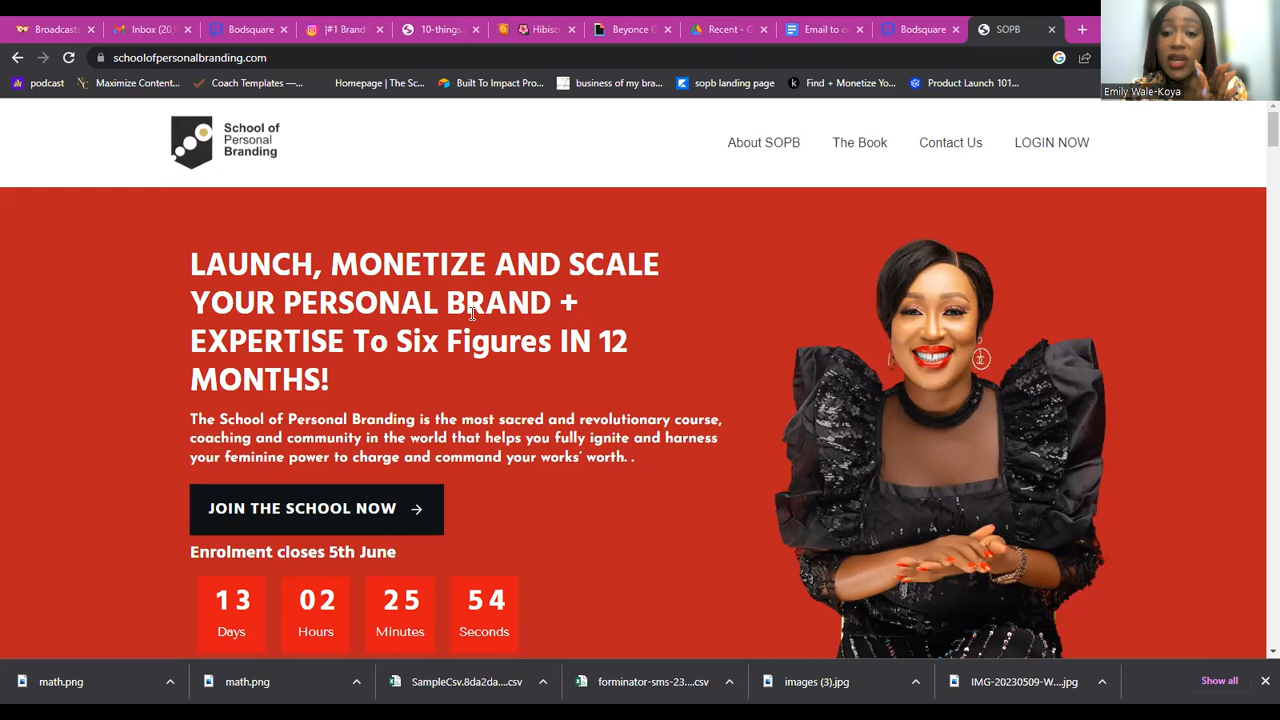 Broadcasts
Inbox (20,5
Bodsquare
|#1 Brand
10-things
Hibisc
Beyonce G
Recent - G
Email to o
Bodsquare
SOPB
schoolofpersonalbranding.com
podcast
Maximize Content...
Coach Templates —...
Homepage | The Sc...
Built To Impact Pro...
business of my bra...
sopb landing page
Find + Monetize Yo...
Product Launch 101...
Emily Wale-Koya
School of
Personal
Branding
About SOPB
The Book
Contact Us
LOGIN NOW
LAUNCH, MONETIZE AND SCALE
YOUR PERSONAL BRAND +
EXPERTISE To Six Figures IN 12
MONTHS!
The School of Personal Branding is the most sacred and revolutionary course,
coaching and community in the world that helps you fully ignite and harness
your feminine power to charge and command your works' worth. .
JOIN THE SCHOOL NOW →
Enrolment closes 5th June
13 02 25 54
Days Hours Minutes Seconds
math.png
math.png
SampleCsv.8da2da....csv
forminator-sms-23....csv
images (3).jpg
IMG-20230509-W....jpg
Show all